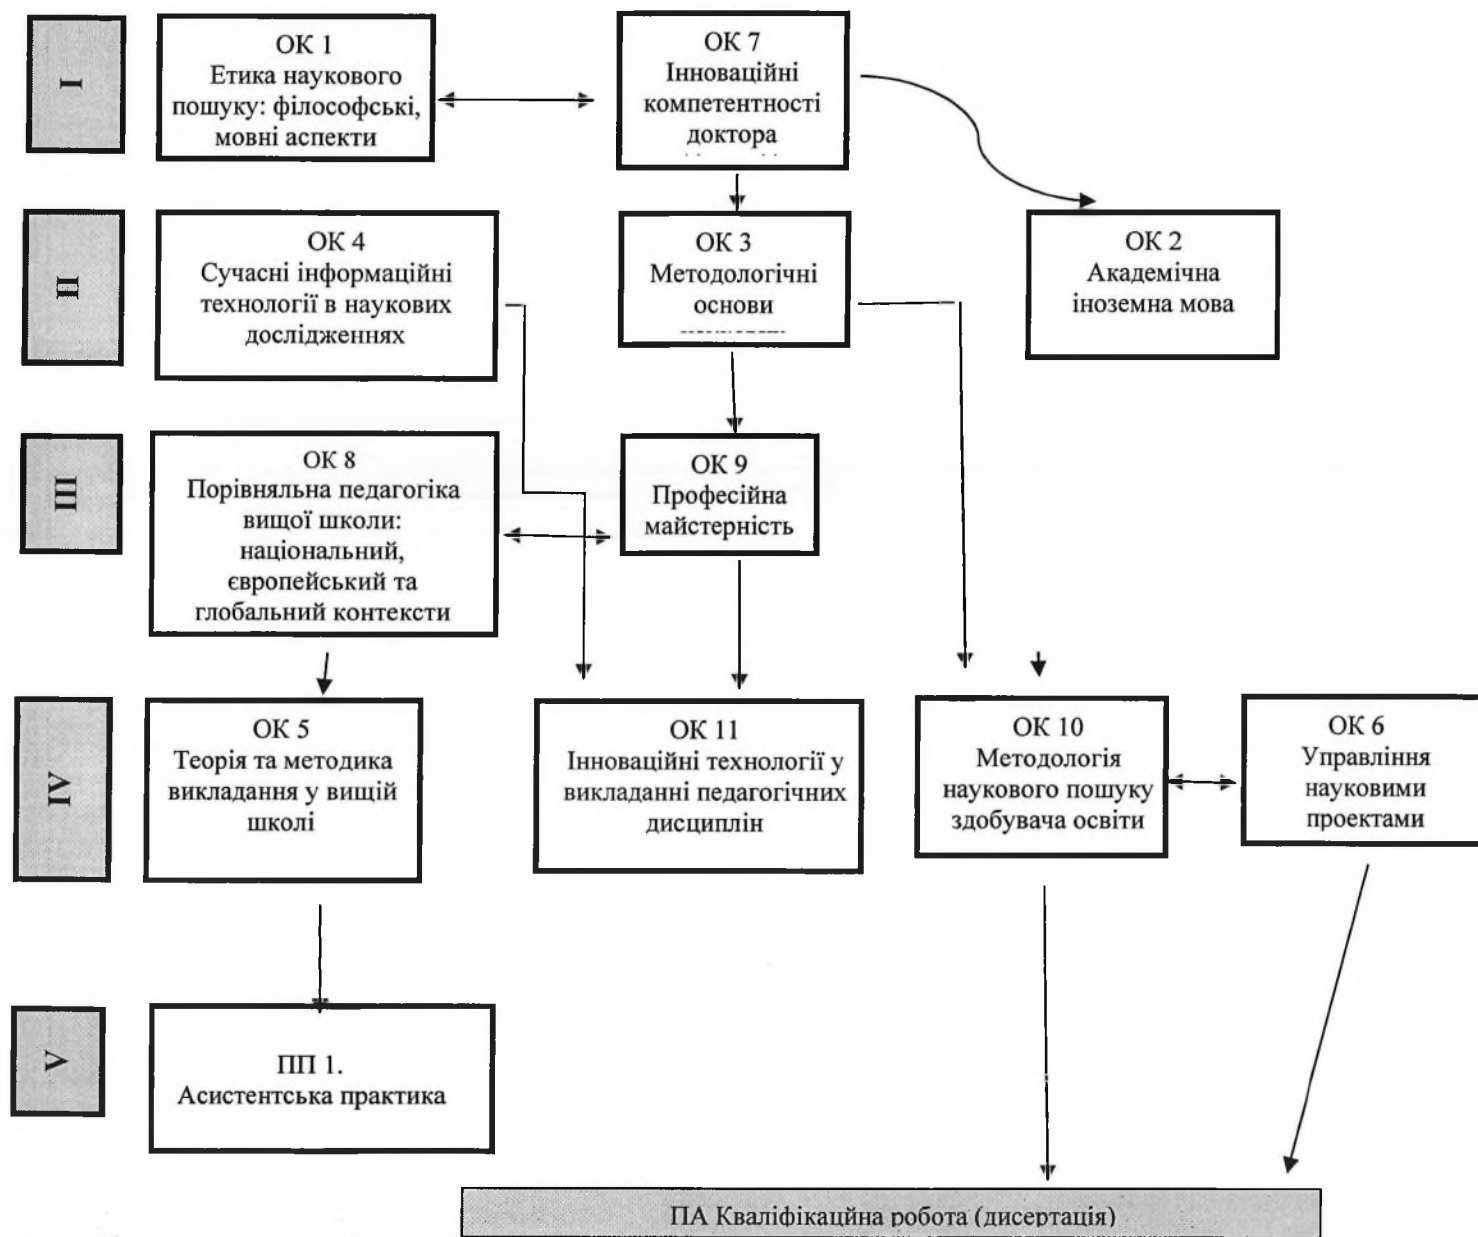 I
ОК 1
Етика наукового
пошуку: філософські,
мовні аспекти
ОК 7
Інноваційні
компетентності
доктора
II
ОК 4
Сучасні інформаційні
технології в наукових
дослідженнях
ОК 3
Методологічні
основи
ОК 2
Академічна
іноземна мова
III
ОК 8
Порівняльна педагогіка
вищої школи:
національний,
європейський та
глобальний контексти
ОК 9
Професійна
майстерність
IV
ОК 5
Теорія та методика
викладання у вищій
школі
ОК 11
Інноваційні технології у
викладанні педагогічних
дисциплін
ОК 10
Методологія
наукового пошуку
здобувача освіти
ОК 6
Управління
науковими
проектами
V
ПП 1.
Асистентська практика
ПА Кваліфікаційна робота (дисертація)